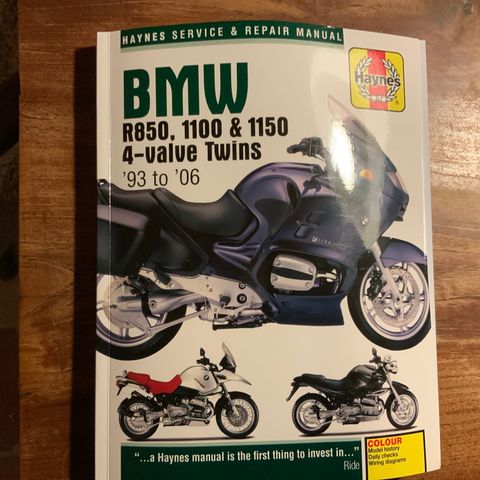 HAYNES SERVICE & REPAIR MANUAL
Haynes
BMW
R850, 1100 & 1150
4-valve Twins
'93 to '06
"...a Haynes manual is the first thing to invest in..."
Ride
COLOUR
Model history
Daily checks
Wiring diagrams